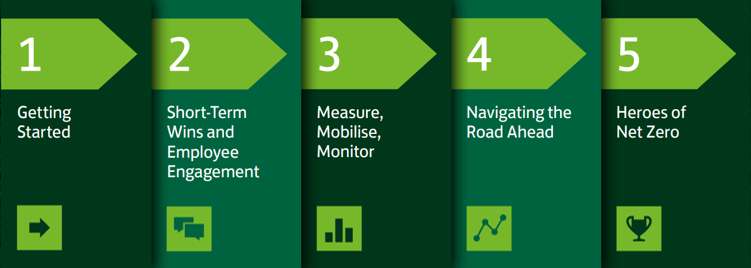 1
Getting
Started
2
Short-Term
Wins and
Employee
Engagement
3
Measure,
Mobilise,
Monitor
4
Navigating the
Road Ahead
5
Heroes of
Net Zero